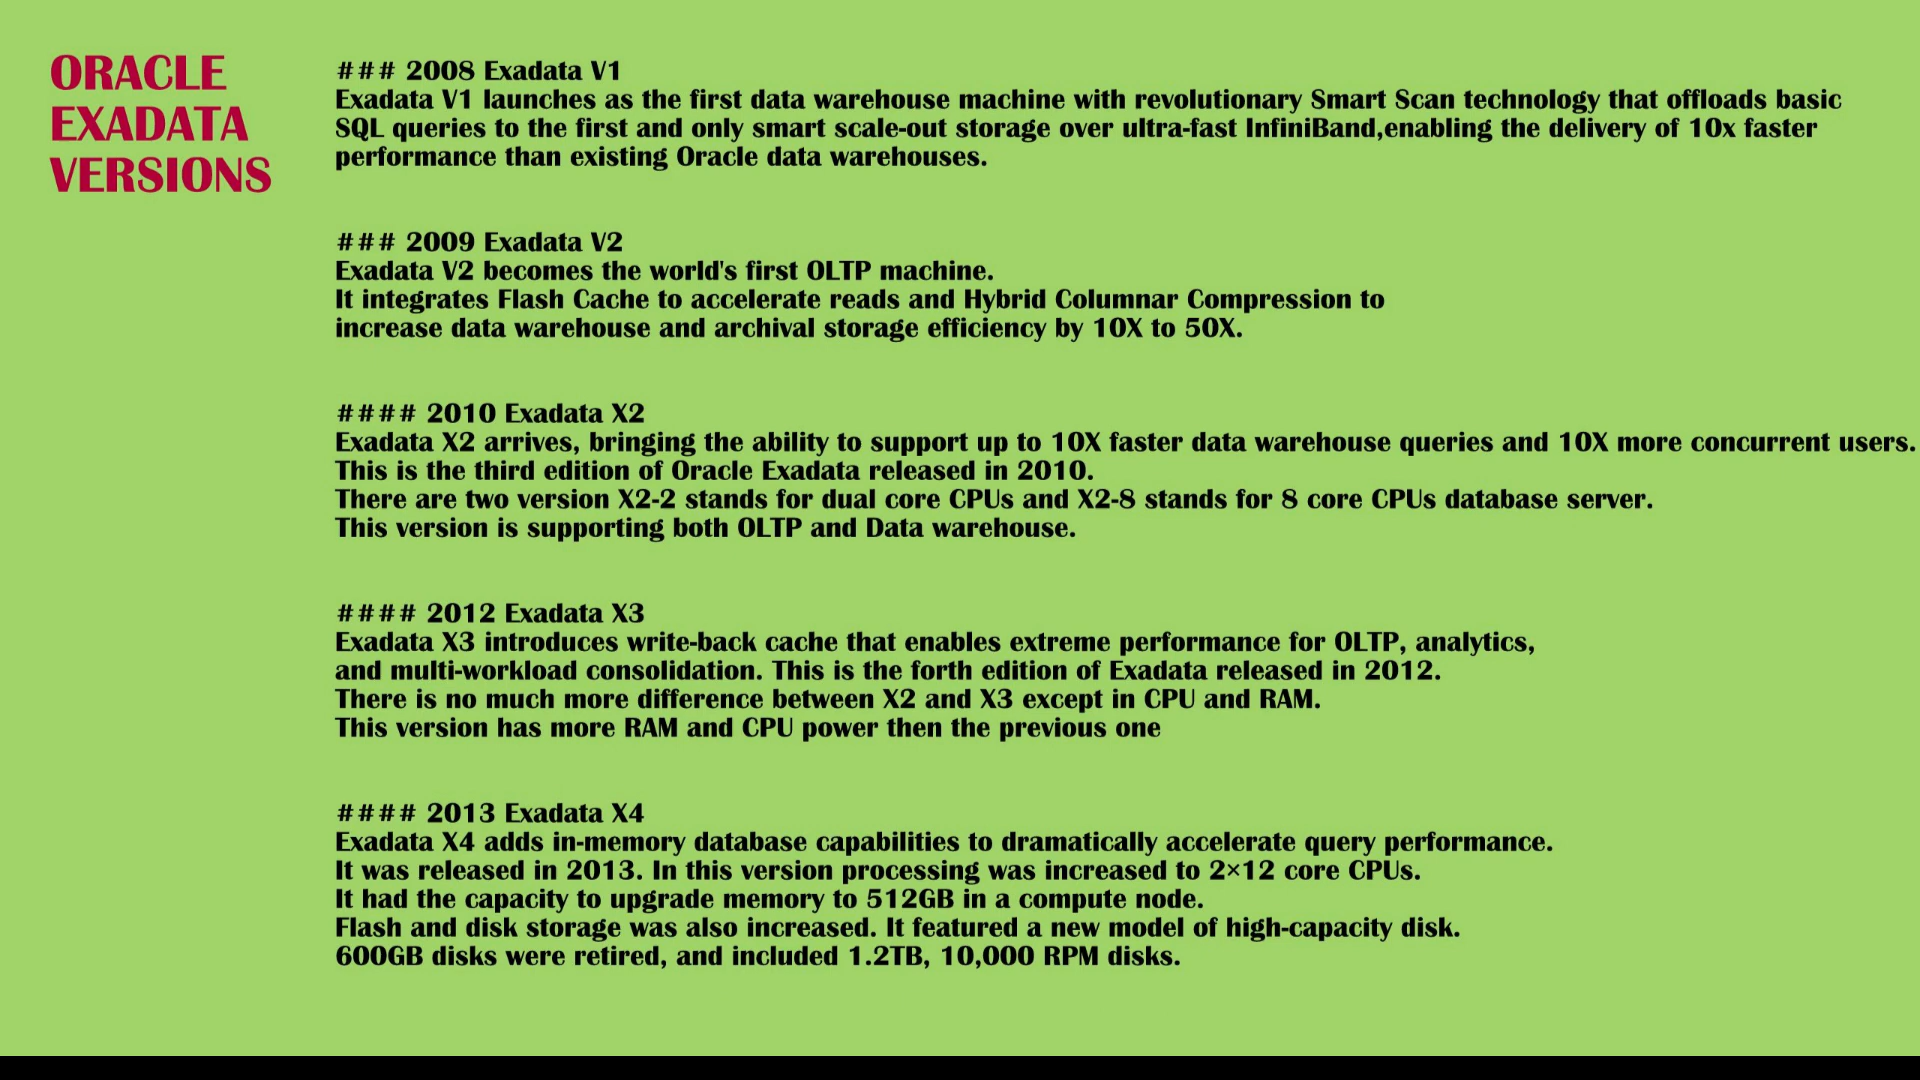 ORACLE
EXADATA
VERSIONS
### 2008 Exadata V1
Exadata V1 launches as the first data warehouse machine with revolutionary Smart Scan technology that offloads basic
SQL queries to the first and only smart scale-out storage over ultra-fast InfiniBand,enabling the delivery of 10x faster
performance than existing Oracle data warehouses.
### 2009 Exadata V2
Exadata V2 becomes the world's first OLTP machine.
It integrates Flash Cache to accelerate reads and Hybrid Columnar Compression to
increase data warehouse and archival storage efficiency by 10X to 50X.
#### 2010 Exadata X2
Exadata X2 arrives, bringing the ability to support up to 10X faster data warehouse queries and 10X more concurrent users.
This is the third edition of Oracle Exadata released in 2010.
There are two version X2-2 stands for dual core CPUs and X2-8 stands for 8 core CPUs database server.
This version is supporting both OLTP and Data warehouse.
#### 2012 Exadata X3
Exadata X3 introduces write-back cache that enables extreme performance for OLTP, analytics,
and multi-workload consolidation. This is the forth edition of Exadata released in 2012.
There is no much more difference between X2 and X3 except in CPU and RAM.
This version has more RAM and CPU power then the previous one
#### 2013 Exadata X4
Exadata X4 adds in-memory database capabilities to dramatically accelerate query performance.
It was released in 2013. In this version processing was increased to 2×12 core CPUs.
It had the capacity to upgrade memory to 512GB in a compute node.
Flash and disk storage was also increased. It featured a new model of high-capacity disk.
600GB disks were retired, and included 1.2TB, 10,000 RPM disks.